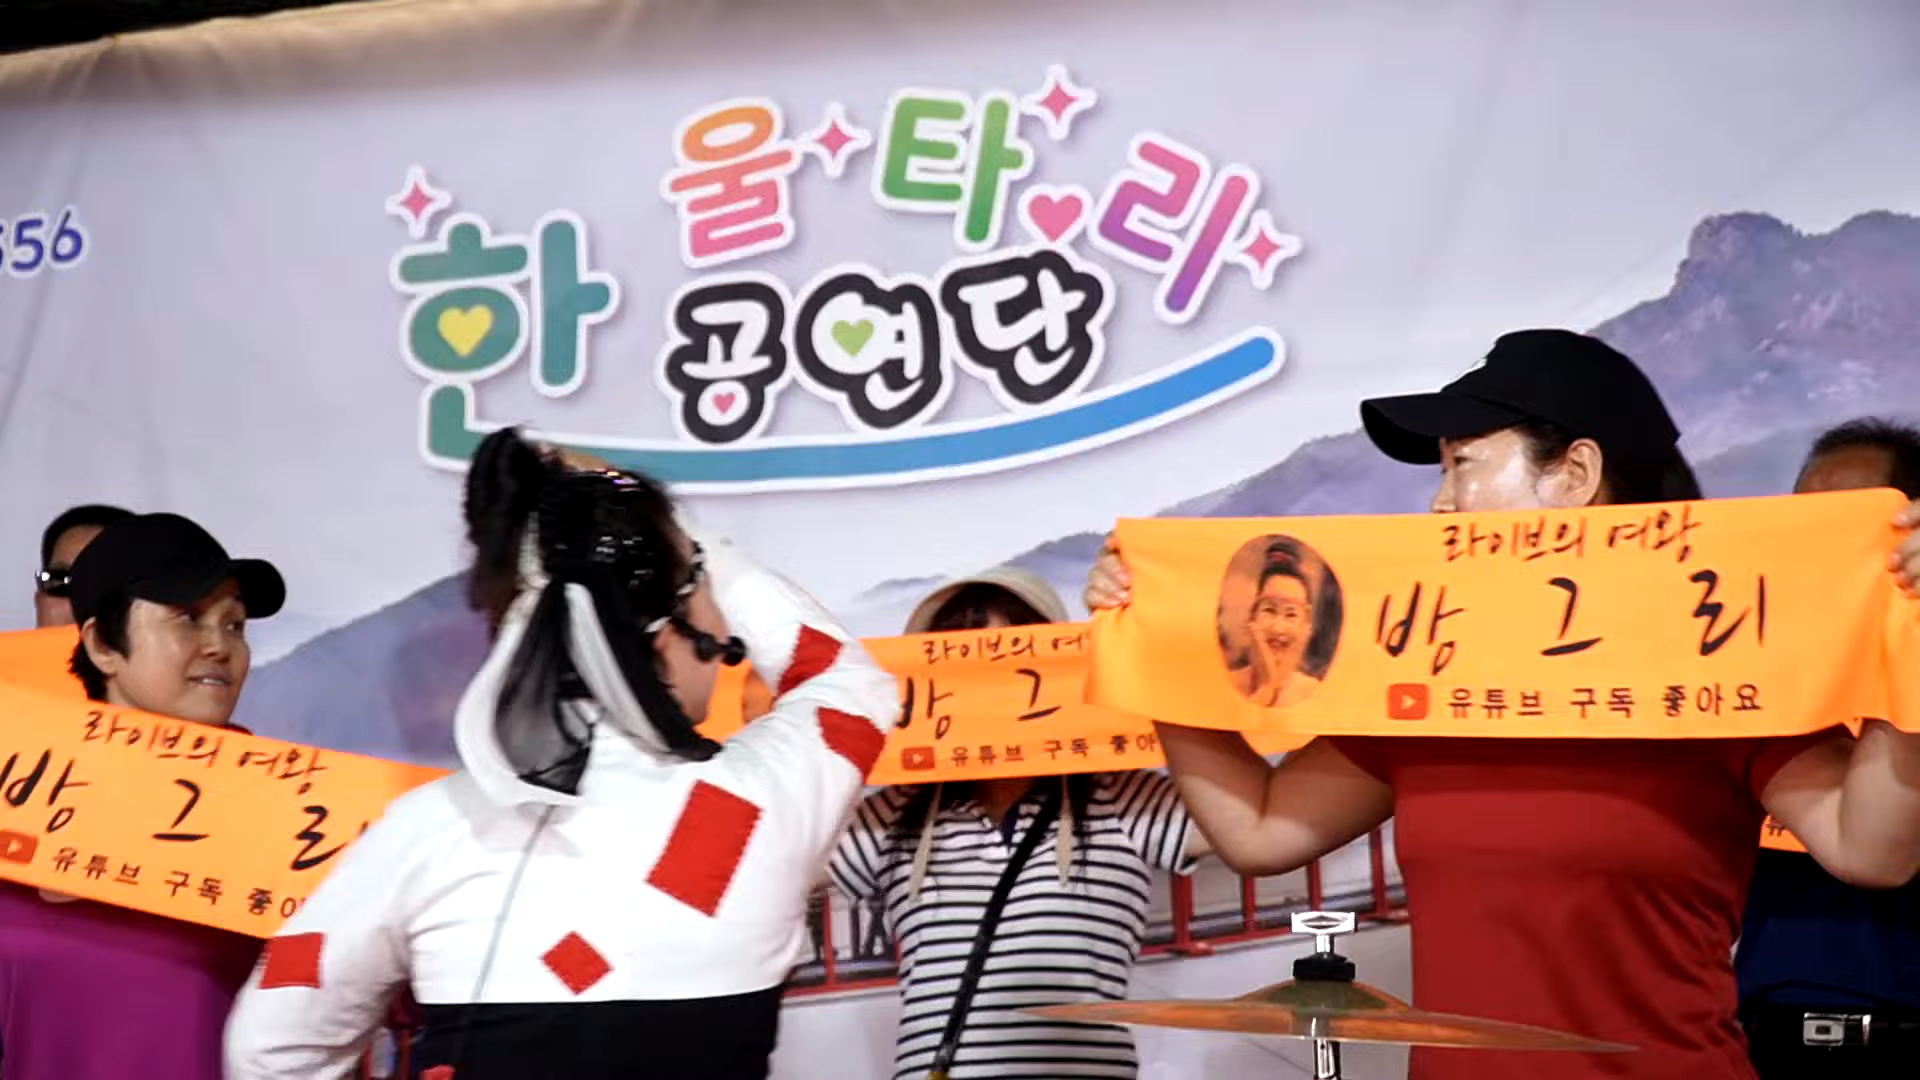 556
한울타리
공연단
라이브의 여왕
방그리
유튜브 구독 좋아요
라이브의 여
방그
유튜브 구독 좋아
라이브의 여왕
방그리
유튜브 구독 좋아
유